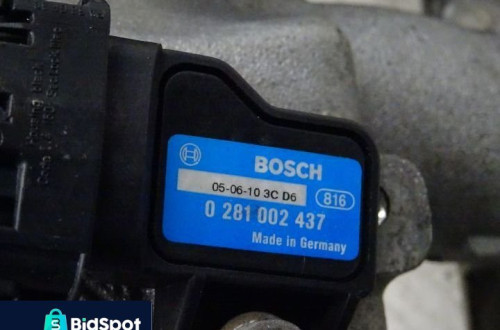 BOSCH
05-06-10 3C D6
816
0 281 002 437
Made in Germany
BidSpot